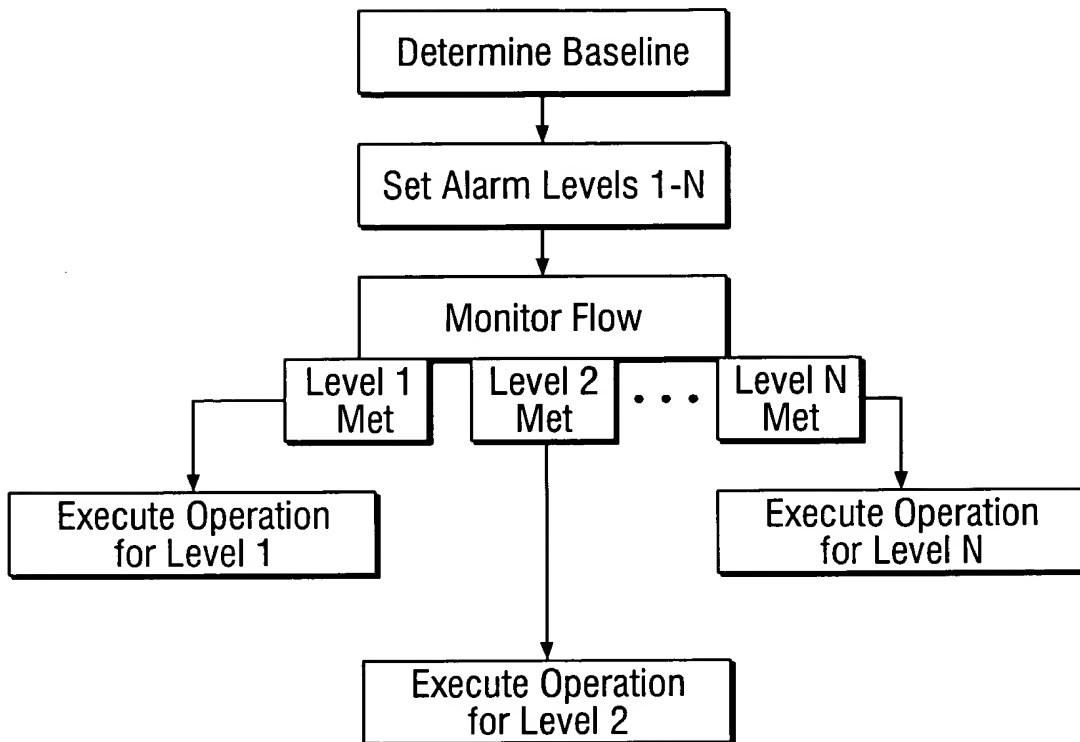 Determine Baseline
Set Alarm Levels 1-N
Monitor Flow
Level 1
Met
Level 2
Met
• • •
Level N
Met
Execute Operation
for Level 1
Execute Operation
for Level N
Execute Operation
for Level 2